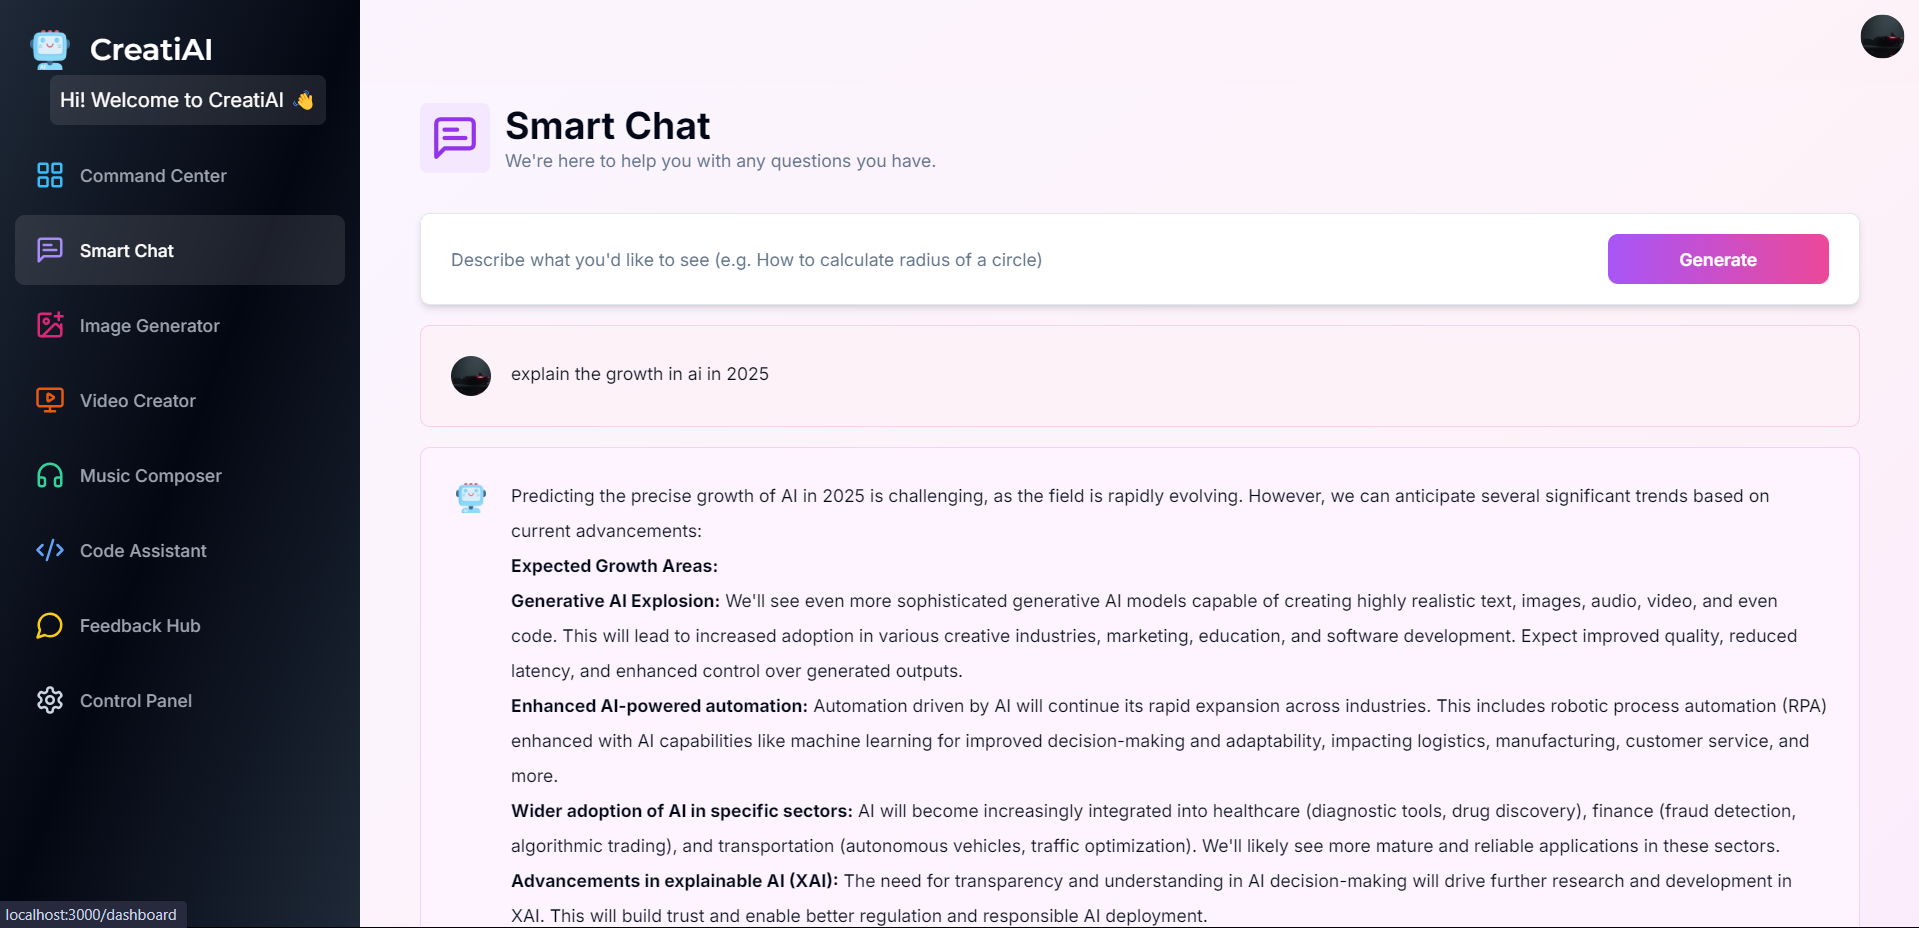 CreatiAI
Hi! Welcome to CreatiAI 👋
Command Center
Smart Chat
Image Generator
Video Creator
Music Composer
Code Assistant
Feedback Hub
Control Panel
localhost:3000/dashboard
Smart Chat
We're here to help you with any questions you have.
Describe what you'd like to see (e.g. How to calculate radius of a circle)
Generate
explain the growth in ai in 2025
Predicting the precise growth of AI in 2025 is challenging, as the field is rapidly evolving. However, we can anticipate several significant trends based on
current advancements:
Expected Growth Areas:
Generative AI Explosion: We'll see even more sophisticated generative AI models capable of creating highly realistic text, images, audio, video, and even
code. This will lead to increased adoption in various creative industries, marketing, education, and software development. Expect improved quality, reduced
latency, and enhanced control over generated outputs.
Enhanced AI-powered automation: Automation driven by AI will continue its rapid expansion across industries. This includes robotic process automation (RPA)
enhanced with AI capabilities like machine learning for improved decision-making and adaptability, impacting logistics, manufacturing, customer service, and
more.
Wider adoption of AI in specific sectors: AI will become increasingly integrated into healthcare (diagnostic tools, drug discovery), finance (fraud detection,
algorithmic trading), and transportation (autonomous vehicles, traffic optimization). We'll likely see more mature and reliable applications in these sectors.
Advancements in explainable AI (XAI): The need for transparency and understanding in AI decision-making will drive further research and development in
XAI. This will build trust and enable better regulation and responsible AI deployment.